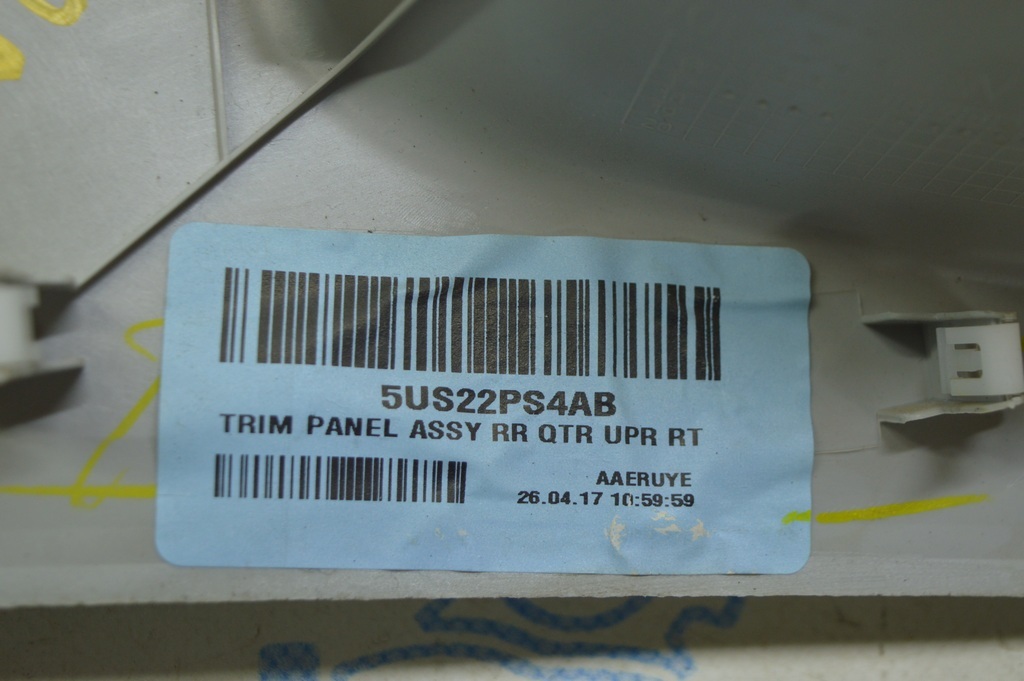 5US22PS4AB
TRIM PANEL ASSY RR QTR UPR RT
AAERUYE
26.04.17 10:59:59